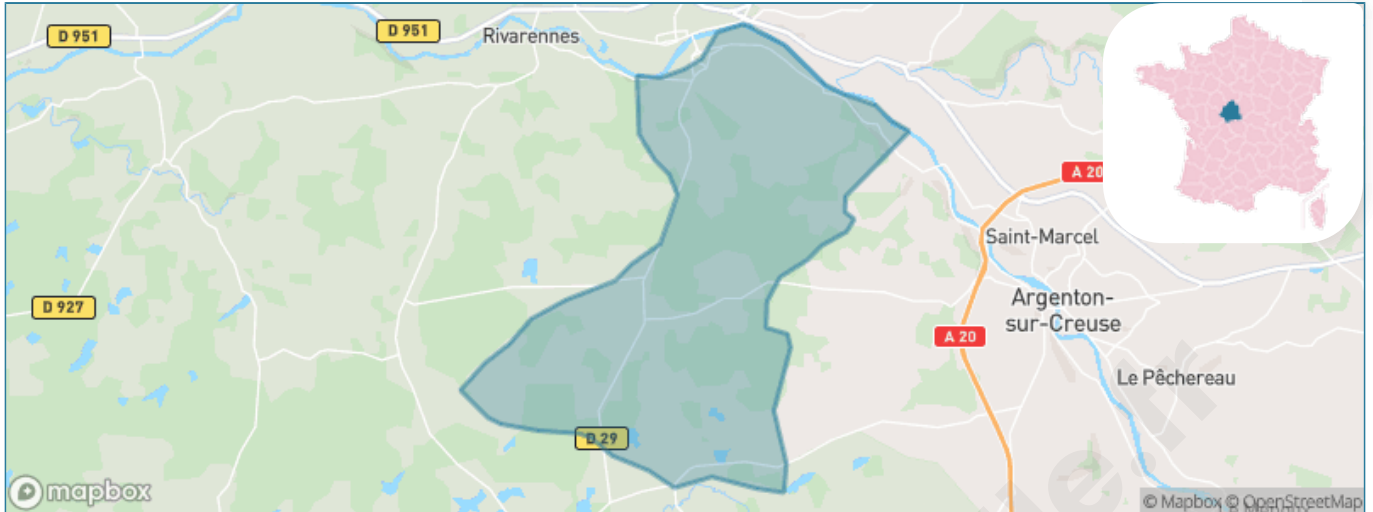 D 951
D 951
Rivarennes
A 20
Saint-Marcel
D 927
Argenton-
sur-Creuse
A 20
Le Pêchereau
D 29
mapbox
© Mapbox © OpenStreetMap